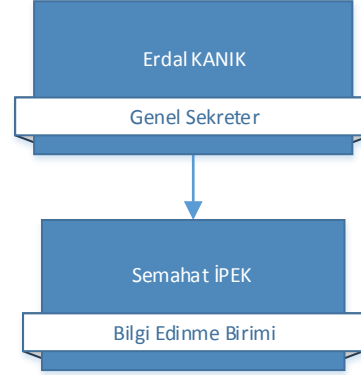 Erdal KANIK
Genel Sekreter
Semahat İPEK
Bilgi Edinme Birimi